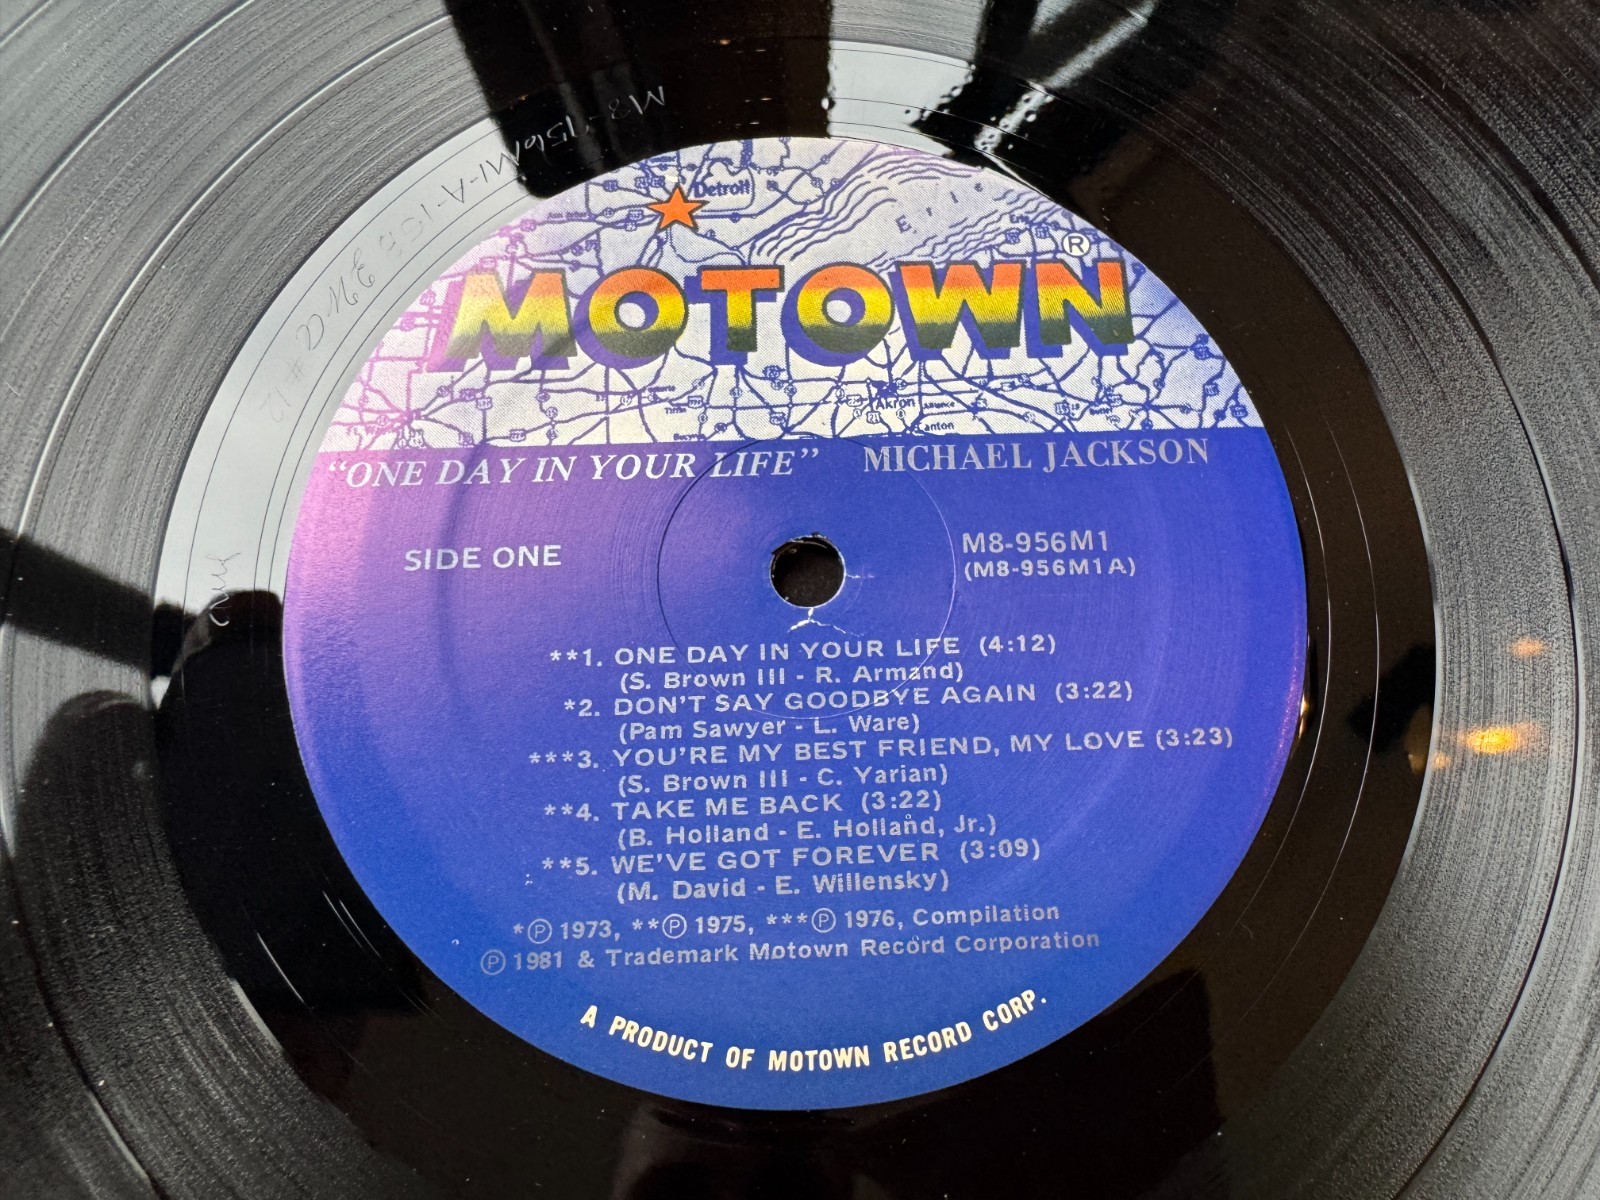 M8-956M1-A-1
Detroit
Erie
®
MOTOWN
Akron
Canton
"ONE DAY IN YOUR LIFE" MICHAEL JACKSON
SIDE ONE
M8-956M1
(M8-956M1A)
**1. ONE DAY IN YOUR LIFE (4:12)
(S. Brown III - R. Armand)
*2. DON'T SAY GOODBYE AGAIN (3:22)
(Pam Sawyer - L. Ware)
***3. YOU'RE MY BEST FRIEND, MY LOVE (3:23)
(S. Brown III - C. Yarian)
**4. TAKE ME BACK (3:22)
(B. Holland - E. Holland, Jr.)
**5. WE'VE GOT FOREVER (3:09)
(M. David - E. Willensky)
*℗ 1973, **℗ 1975, ***℗ 1976, Compilation
℗ 1981 & Trademark Motown Record Corporation
A PRODUCT OF MOTOWN RECORD CORP.